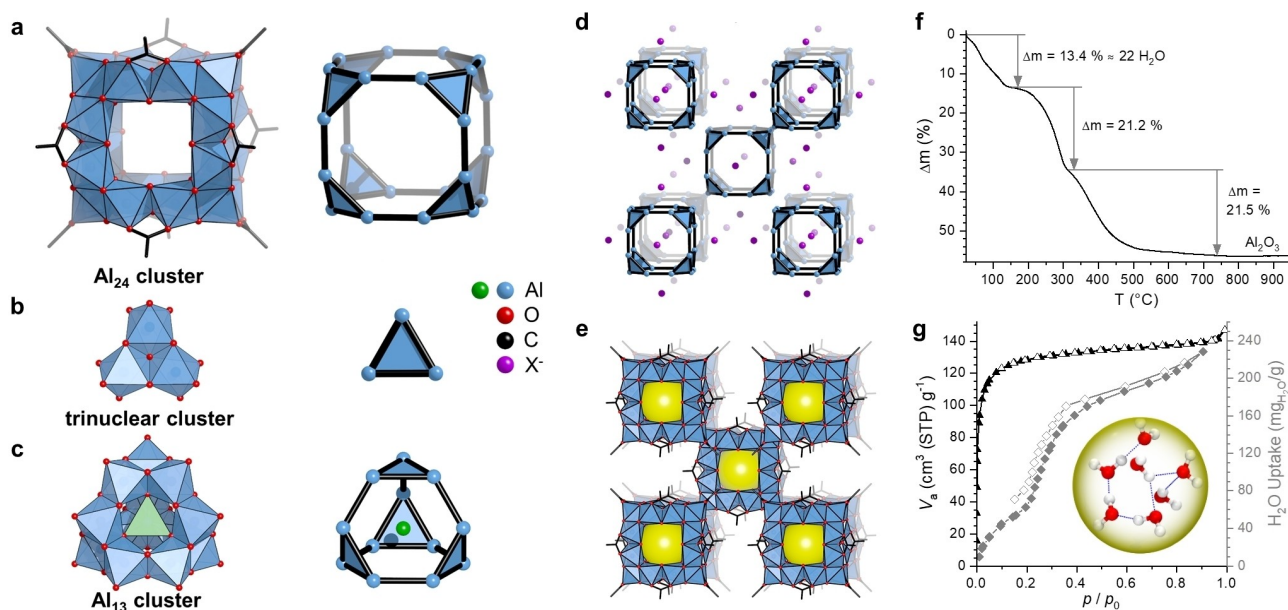 a
Al₂₄ cluster
b
trinuclear cluster
c
Al₁₃ cluster
Al
O
C
X⁻
d
e
f
0
10
20
30
40
50
Δm (%)
Δm = 13.4 % ≈ 22 H₂O
Δm = 21.2 %
Δm =
21.5 %
Al₂O₃
100 200 300 400 500 600 700 800 900
T (°C)
g
140
120
100
80
60
40
20
0
Vₐ (cm³ (STP) g⁻¹
240
200
160
120
80
40
0
H₂O Uptake (mg_H₂O/g)
0.0 0.2 0.4 0.6 0.8 1.0
p / p₀